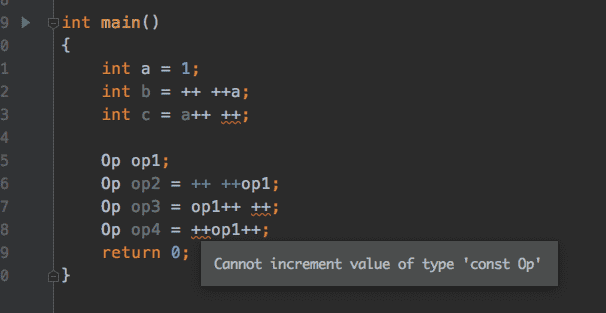 9 int main()
0 {
1 int a = 1;
2 int b = ++ ++a;
3 int c = a++ ++;
4
5 Op op1;
6 Op op2 = ++ ++op1;
7 Op op3 = op1++ ++;
8 Op op4 = ++op1++;
9 return 0;
Cannot increment value of type 'const Op'
0 }